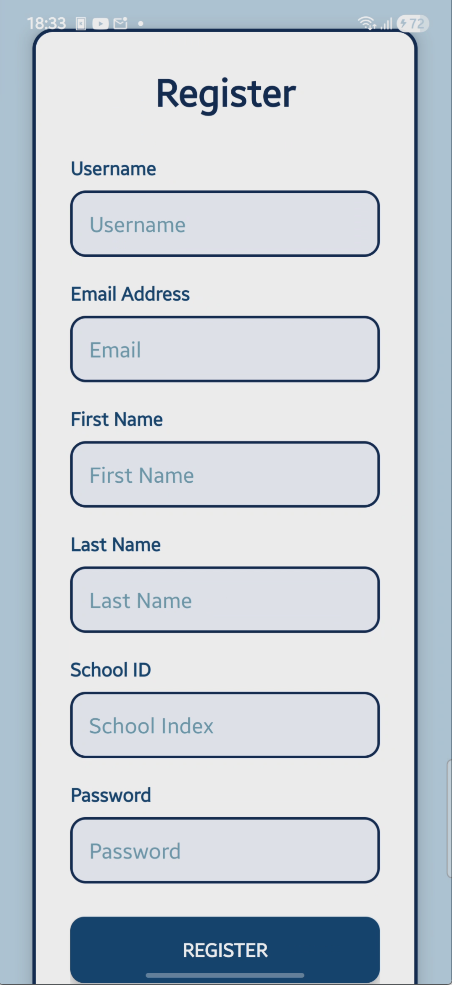 18:33
72
Register
Username
Username
Email Address
Email
First Name
First Name
Last Name
Last Name
School ID
School Index
Password
Password
REGISTER